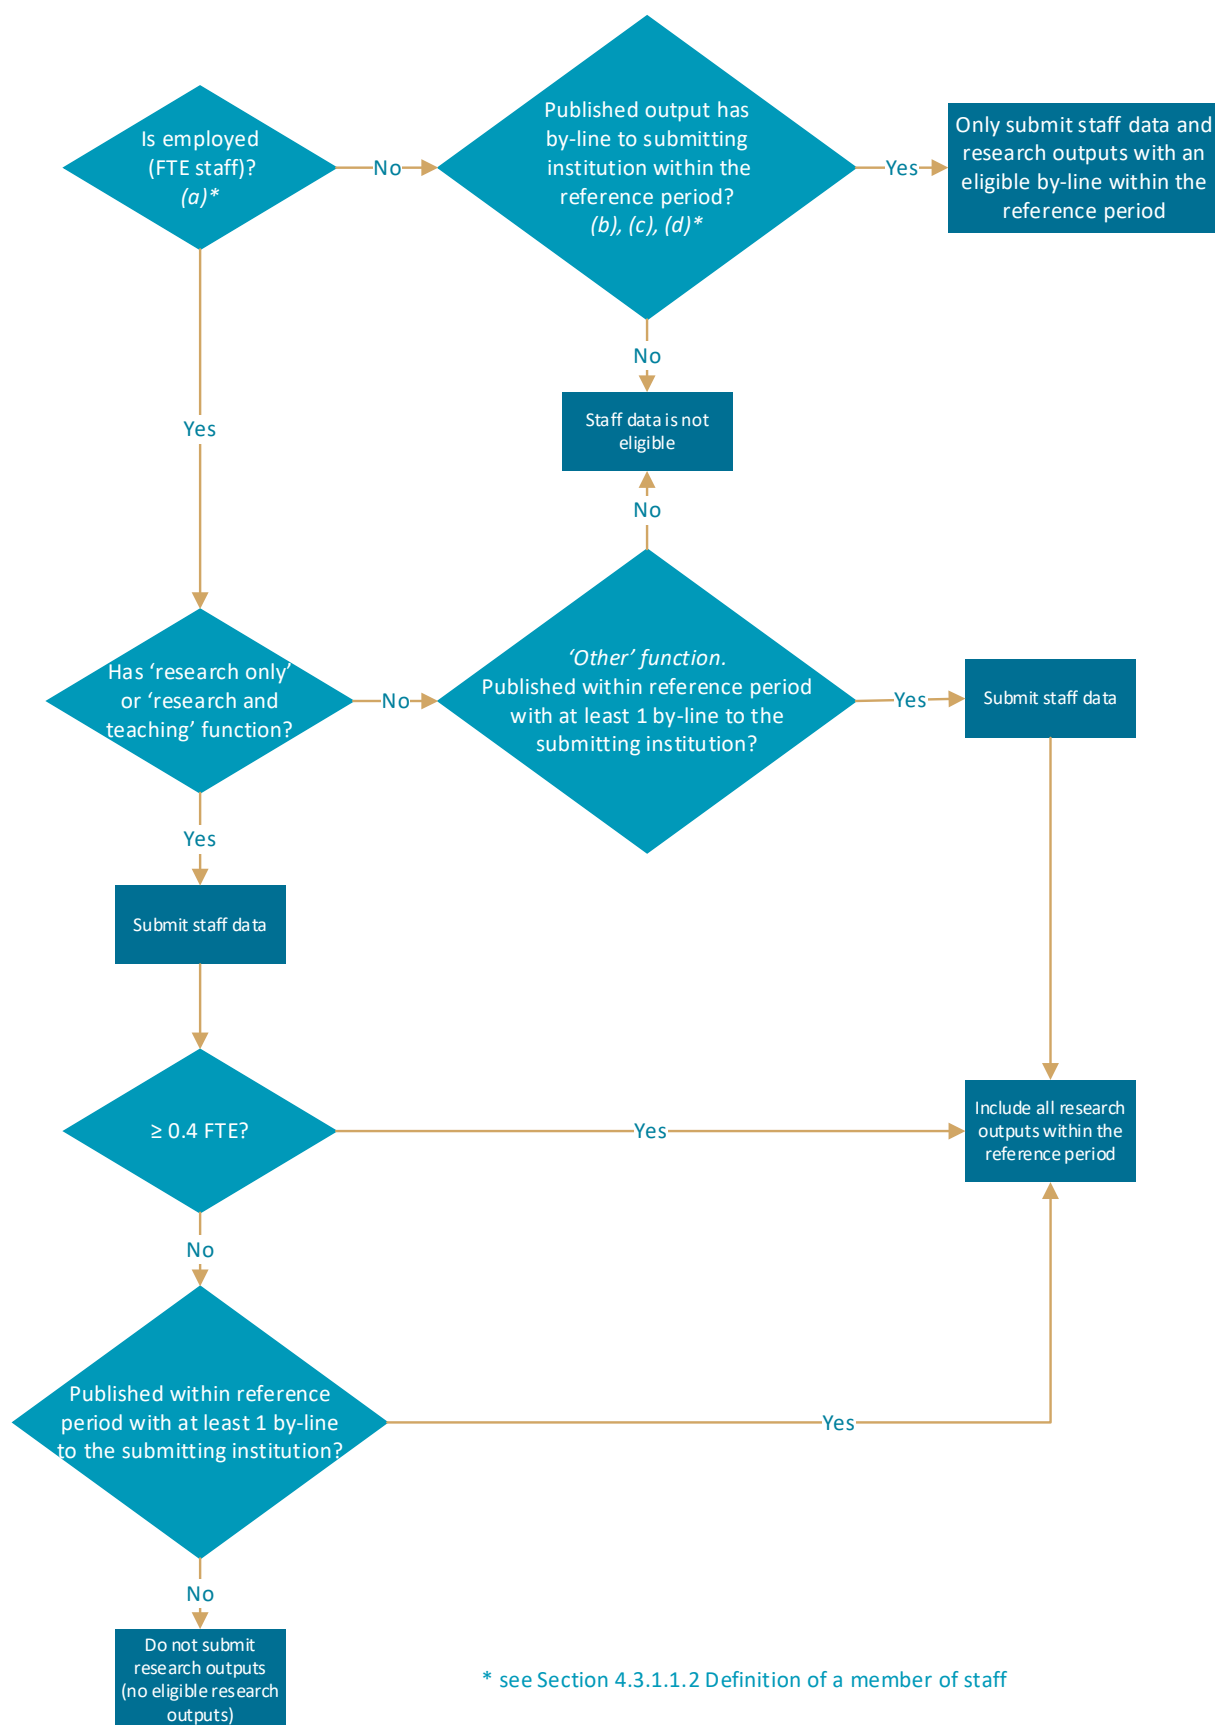 Is employed
(FTE staff)?
(a)*
No
Published output has
by-line to submitting
institution within the
reference period?
(b), (c), (d)*
Yes
Only submit staff data and
research outputs with an
eligible by-line within the
reference period
No
Staff data is not
eligible
No
Yes
Has ‘research only’
or ‘research and
teaching’ function?
No
‘Other’ function.
Published within reference period
with at least 1 by-line to the
submitting institution?
Yes
Submit staff data
Yes
Submit staff data
≥ 0.4 FTE?
Yes
Include all research
outputs within the
reference period
No
Published within reference
period with at least 1 by-line
to the submitting institution?
Yes
No
Do not submit
research outputs
(no eligible research
outputs)
* see Section 4.3.1.1.2 Definition of a member of staff